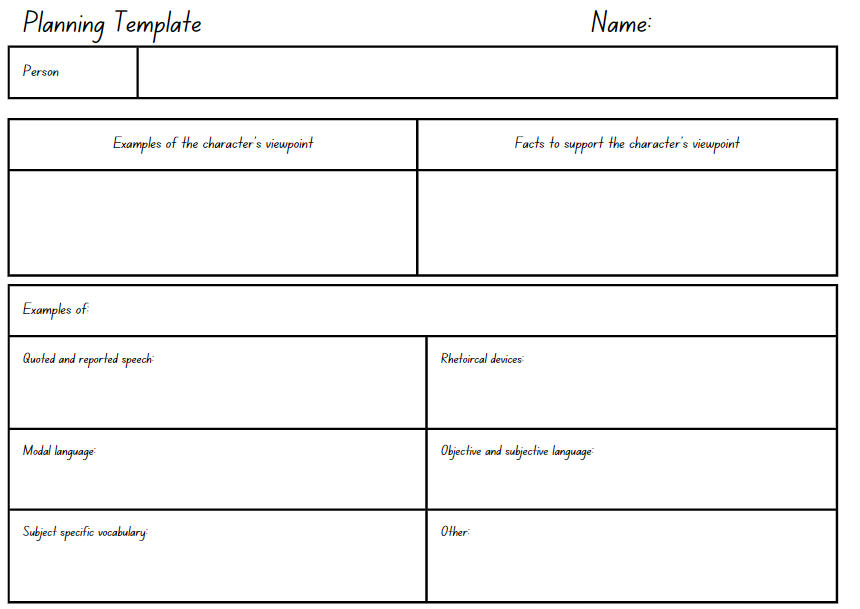 Planning Template Name:
Person
Examples of the character's viewpoint Facts to support the character's viewpoint
Examples of:
Quoted and reported speech: Rhetoircal devices:
Modal language: Objective and subjective language:
Subject specific vocabulary: Other: